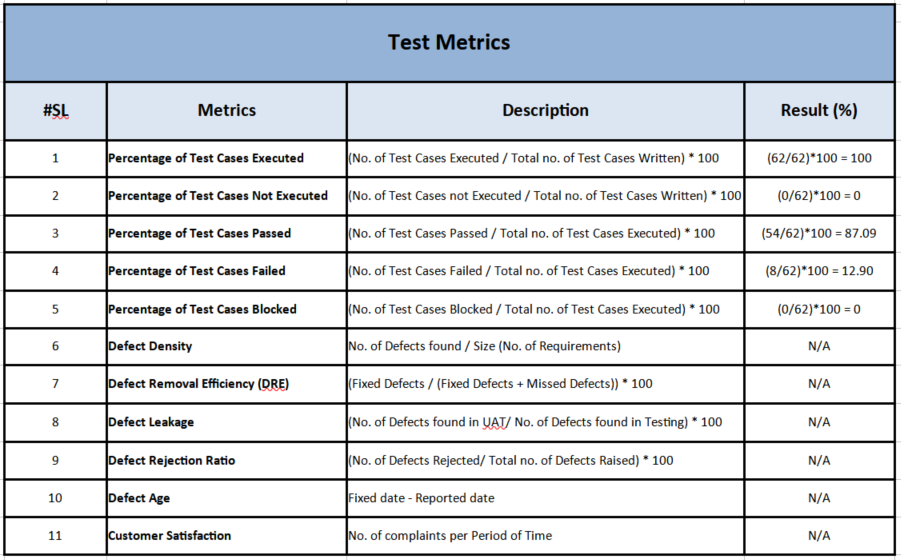 Test Metrics
#SL Metrics Description Result (%)
1 Percentage of Test Cases Executed (No. of Test Cases Executed / Total no. of Test Cases Written) * 100 (62/62)*100 = 100
2 Percentage of Test Cases Not Executed (No. of Test Cases not Executed / Total no. of Test Cases Written) * 100 (0/62)*100 = 0
3 Percentage of Test Cases Passed (No. of Test Cases Passed / Total no. of Test Cases Executed) * 100 (54/62)*100 = 87.09
4 Percentage of Test Cases Failed (No. of Test Cases Failed / Total no. of Test Cases Executed) * 100 (8/62)*100 = 12.90
5 Percentage of Test Cases Blocked (No. of Test Cases Blocked / Total no. of Test Cases Executed) * 100 (0/62)*100 = 0
6 Defect Density No. of Defects found / Size (No. of Requirements) N/A
7 Defect Removal Efficiency (DRE) (Fixed Defects / (Fixed Defects + Missed Defects)) * 100 N/A
8 Defect Leakage (No. of Defects found in UAT/ No. of Defects found in Testing) * 100 N/A
9 Defect Rejection Ratio (No. of Defects Rejected/ Total no. of Defects Raised) * 100 N/A
10 Defect Age Fixed date - Reported date N/A
11 Customer Satisfaction No. of complaints per Period of Time N/A